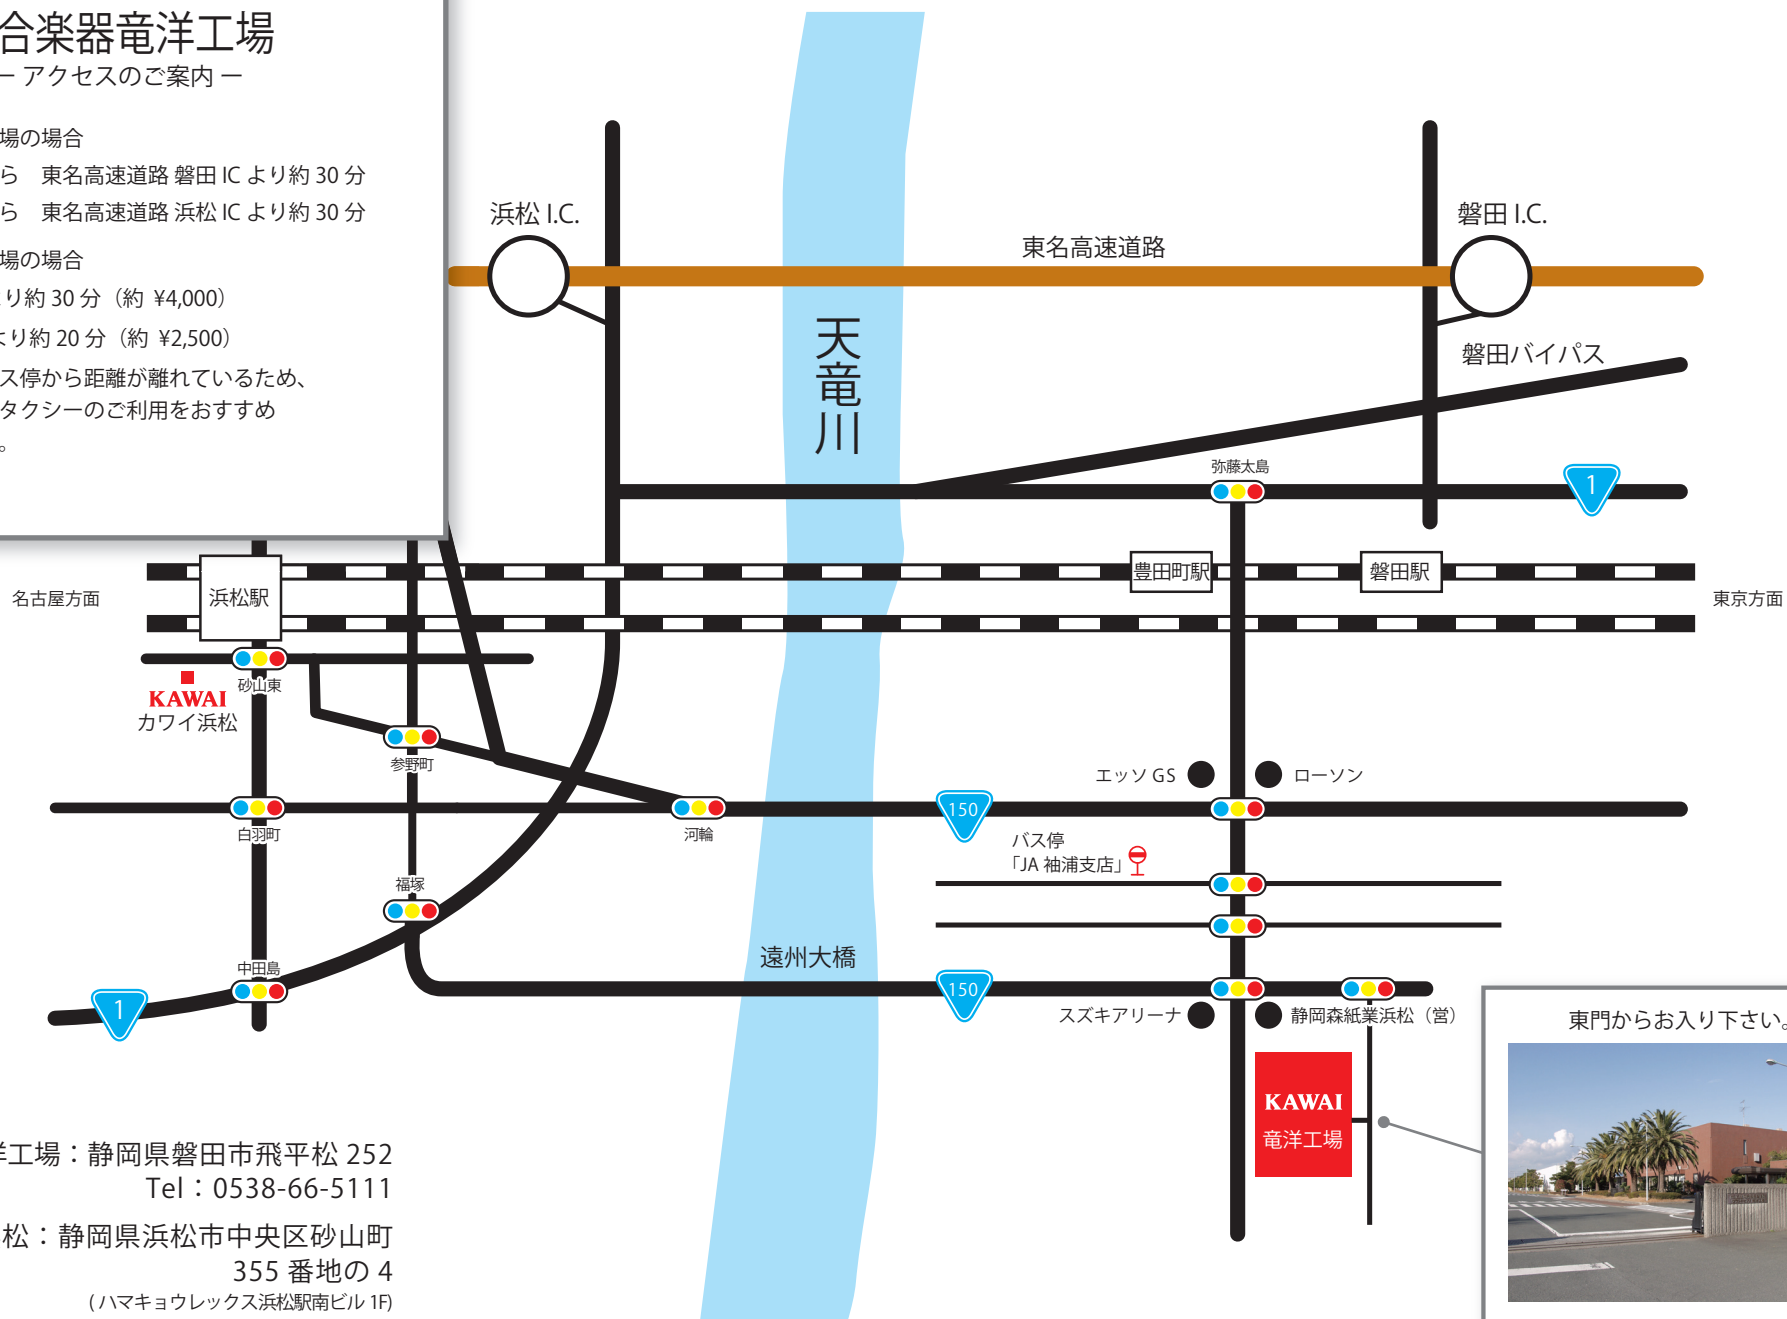 合楽器竜洋工場
ー アクセスのご案内 ー
場の場合
ら　東名高速道路 磐田 IC より約 30 分
ら　東名高速道路 浜松 IC より約 30 分
場の場合
り約 30 分（約 ¥4,000）
より約 20 分（約 ¥2,500）
ス停から距離が離れているため、
タクシーのご利用をおすすめ
。
浜松 I.C.
東名高速道路
磐田 I.C.
天竜川
磐田バイパス
弥藤太島
1
名古屋方面
浜松駅
豊田町駅
磐田駅
東京方面
砂山東
KAWAI
カワイ浜松
参野町
エッソ GS
ローソン
白羽町
河輪
150
バス停
「JA 袖浦支店」
福塚
遠州大橋
中田島
1
150
スズキアリーナ
静岡森紙業浜松（営）
東門からお入り下さい。
KAWAI
竜洋工場
洋工場：静岡県磐田市飛平松 252
Tel：0538-66-5111
松：静岡県浜松市中央区砂山町
355 番地の 4
( ハマキョウレックス浜松駅南ビル 1F)